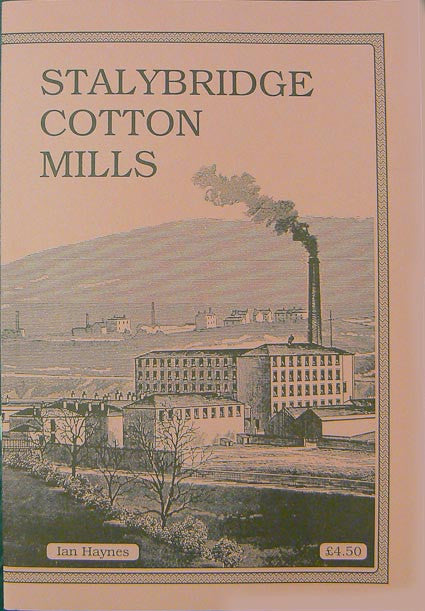 STALYBRIDGE
COTTON
MILLS
Ian Haynes
£4.50